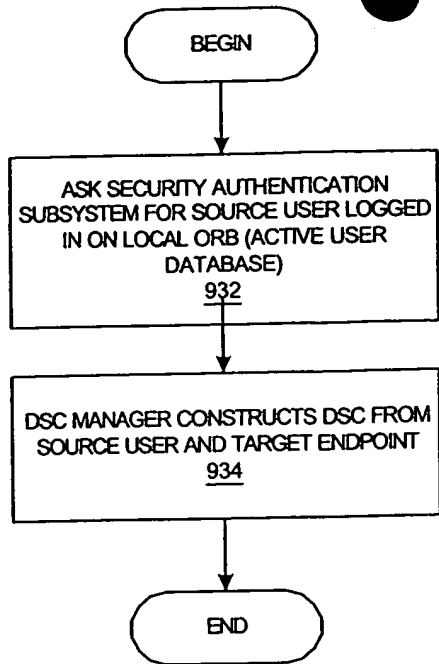 BEGIN
ASK SECURITY AUTHENTICATION
SUBSYSTEM FOR SOURCE USER LOGGED
IN ON LOCAL ORB (ACTIVE USER
DATABASE)
932
DSC MANAGER CONSTRUCTS DSC FROM
SOURCE USER AND TARGET ENDPOINT
934
END